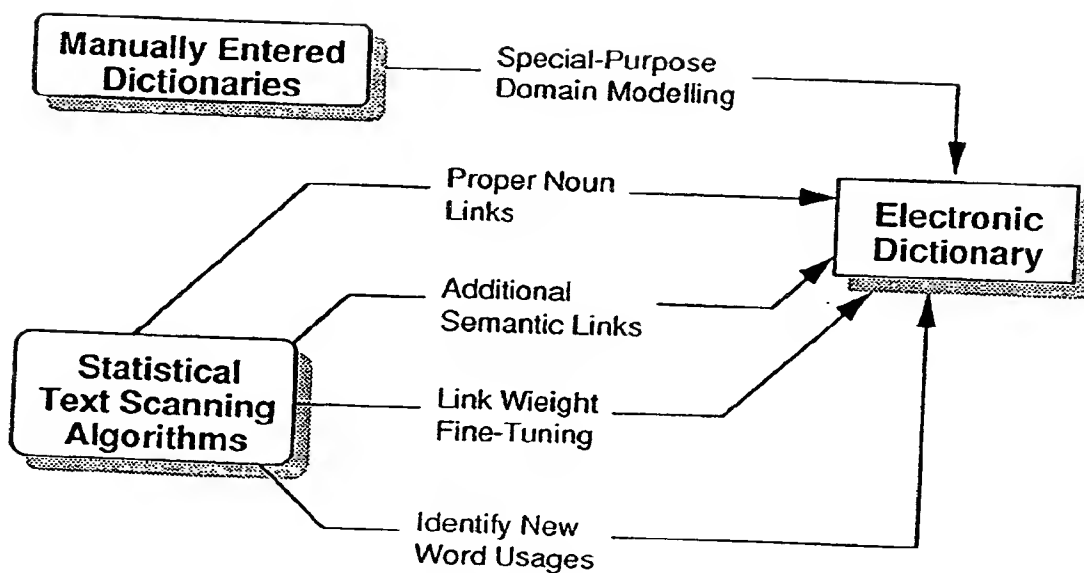 Manually Entered
Dictionaries
Special-Purpose
Domain Modelling
Proper Noun
Links
Electronic
Dictionary
Additional
Semantic Links
Statistical
Text Scanning
Algorithms
Link Wieight
Fine-Tuning
Identify New
Word Usages